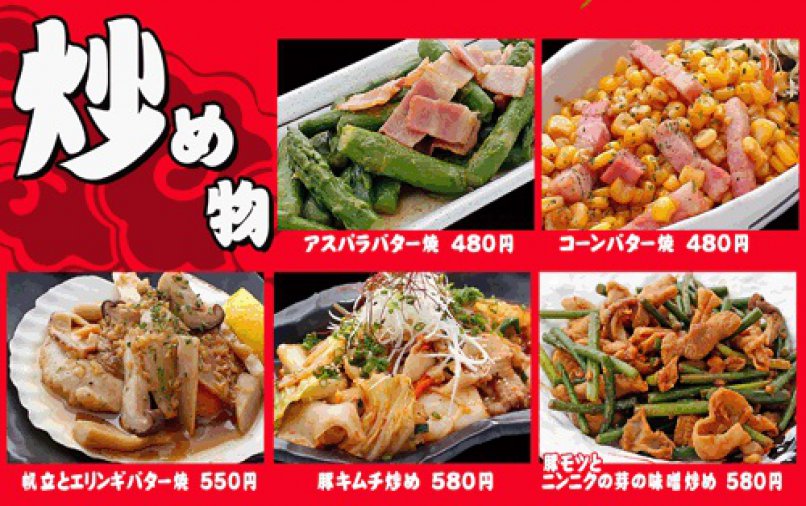 炒め物
アスパラバター焼 480円
コーンバター焼 480円
帆立とエリンギバター焼 550円
豚キムチ炒め 580円
豚モツと
ニンニクの芽の味噌炒め 580円